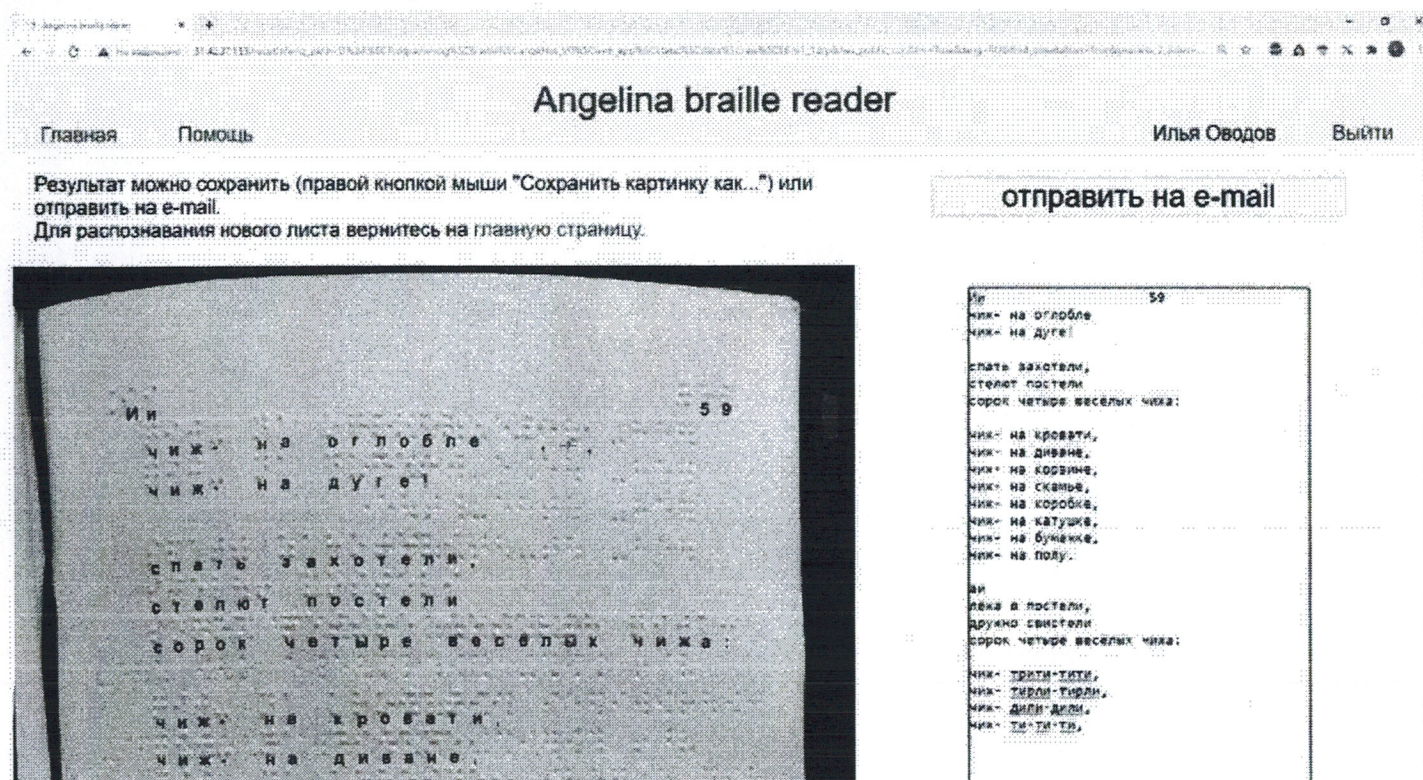 Angelina braille reader
Главная Помощь Илья Оводов Выйти
Результат можно сохранить (правой кнопкой мыши "Сохранить картинку как...") или
отправить на e-mail.
Для распознавания нового листа вернитесь на главную страницу.
отправить на e-mail
И и 5 9
чиж- на оглобле
чиж- на дуге!
спать захотели,
стелют постели
сорок четыре весёлых чижа:
чиж- на кровати,
чиж- на диване,
Ии 59
чиж- на оглобле
чиж- на дуге!
спать захотели,
стелют постели
сорок четыре весёлых чижа:
чиж- на кровати,
чиж- на диване,
чиж- на корзине,
чиж- на скамье,
чиж- на коробке,
чиж- на катушке,
чиж- на бумажке,
чиж- на полу.
ви
лёжа в постели,
дружно свистели
сорок четыре весёлых чижа:
чиж- трити-тити,
чиж- тирли-тирли,
чиж- дили-дили,
чиж- ти-ти-ти,